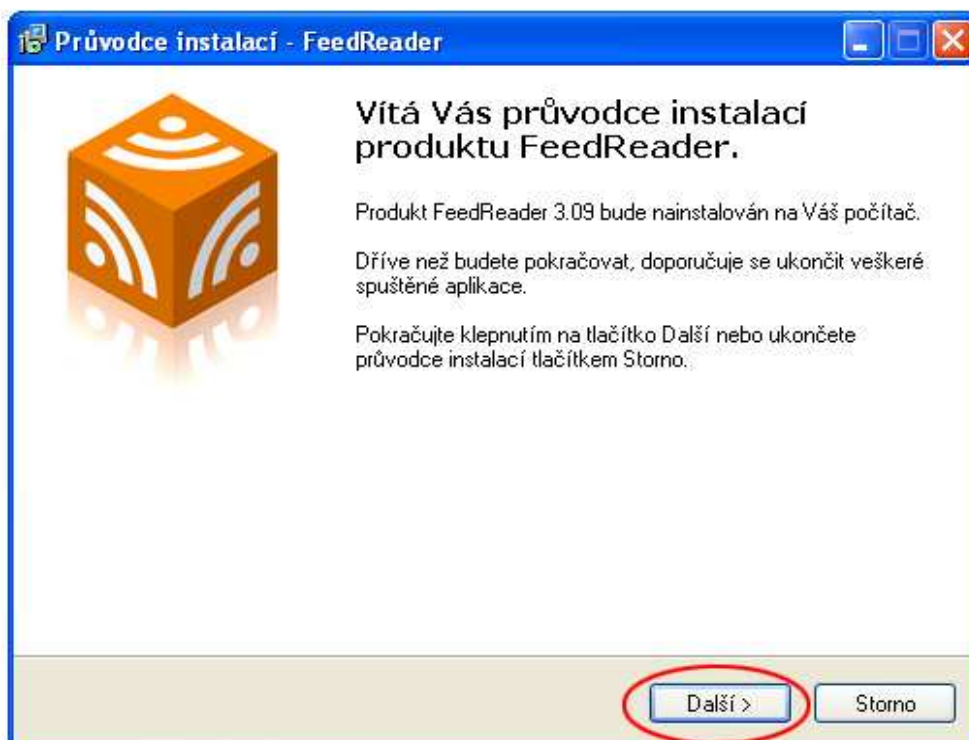 Průvodce instalací - FeedReader
Vítá Vás průvodce instalací
produktu FeedReader.
Produkt FeedReader 3.09 bude nainstalován na Váš počítač.
Dříve než budete pokračovat, doporučuje se ukončit veškeré
spuštěné aplikace.
Pokračujte klepnutím na tlačítko Další nebo ukončete
průvodce instalací tlačítkem Storno.
Další >
Storno